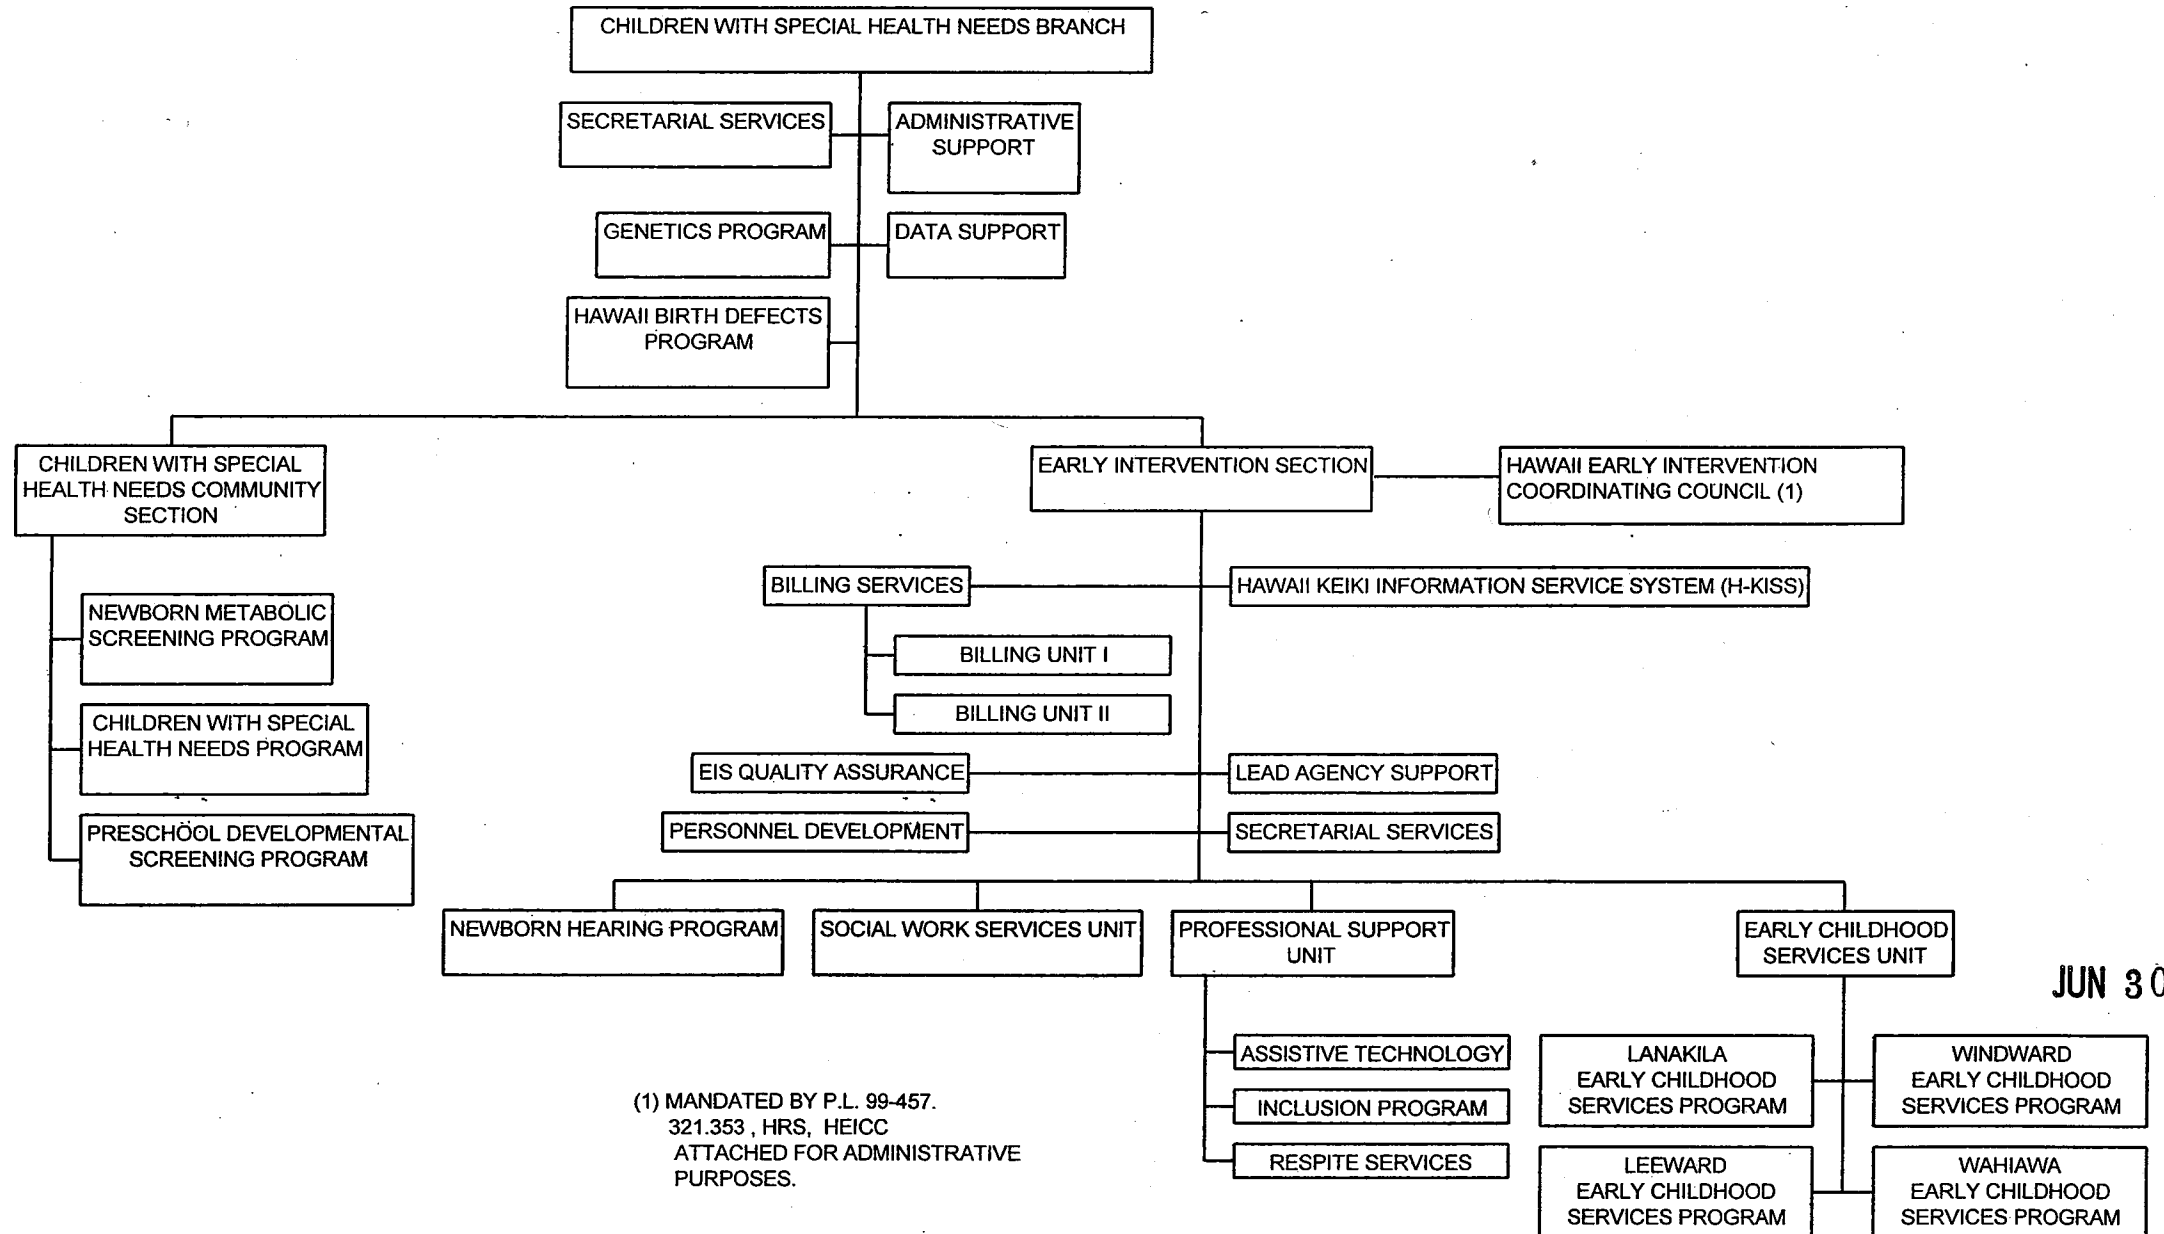 CHILDREN WITH SPECIAL HEALTH NEEDS BRANCH
SECRETARIAL SERVICES
ADMINISTRATIVE
SUPPORT
GENETICS PROGRAM
DATA SUPPORT
HAWAII BIRTH DEFECTS
PROGRAM
CHILDREN WITH SPECIAL
HEALTH NEEDS COMMUNITY
SECTION
EARLY INTERVENTION SECTION
HAWAII EARLY INTERVENTION
COORDINATING COUNCIL (1)
BILLING SERVICES
HAWAII KEIKI INFORMATION SERVICE SYSTEM (H-KISS)
NEWBORN METABOLIC
SCREENING PROGRAM
BILLING UNIT I
BILLING UNIT II
CHILDREN WITH SPECIAL
HEALTH NEEDS PROGRAM
EIS QUALITY ASSURANCE
LEAD AGENCY SUPPORT
PERSONNEL DEVELOPMENT
SECRETARIAL SERVICES
PRESCHOOL DEVELOPMENTAL
SCREENING PROGRAM
NEWBORN HEARING PROGRAM
SOCIAL WORK SERVICES UNIT
PROFESSIONAL SUPPORT
UNIT
EARLY CHILDHOOD
SERVICES UNIT
JUN 30
ASSISTIVE TECHNOLOGY
INCLUSION PROGRAM
RESPITE SERVICES
LANAKILA
EARLY CHILDHOOD
SERVICES PROGRAM
WINDWARD
EARLY CHILDHOOD
SERVICES PROGRAM
LEEWARD
EARLY CHILDHOOD
SERVICES PROGRAM
WAHIAWA
EARLY CHILDHOOD
SERVICES PROGRAM
(1) MANDATED BY P.L. 99-457.
321.353 , HRS, HEICC
ATTACHED FOR ADMINISTRATIVE
PURPOSES.